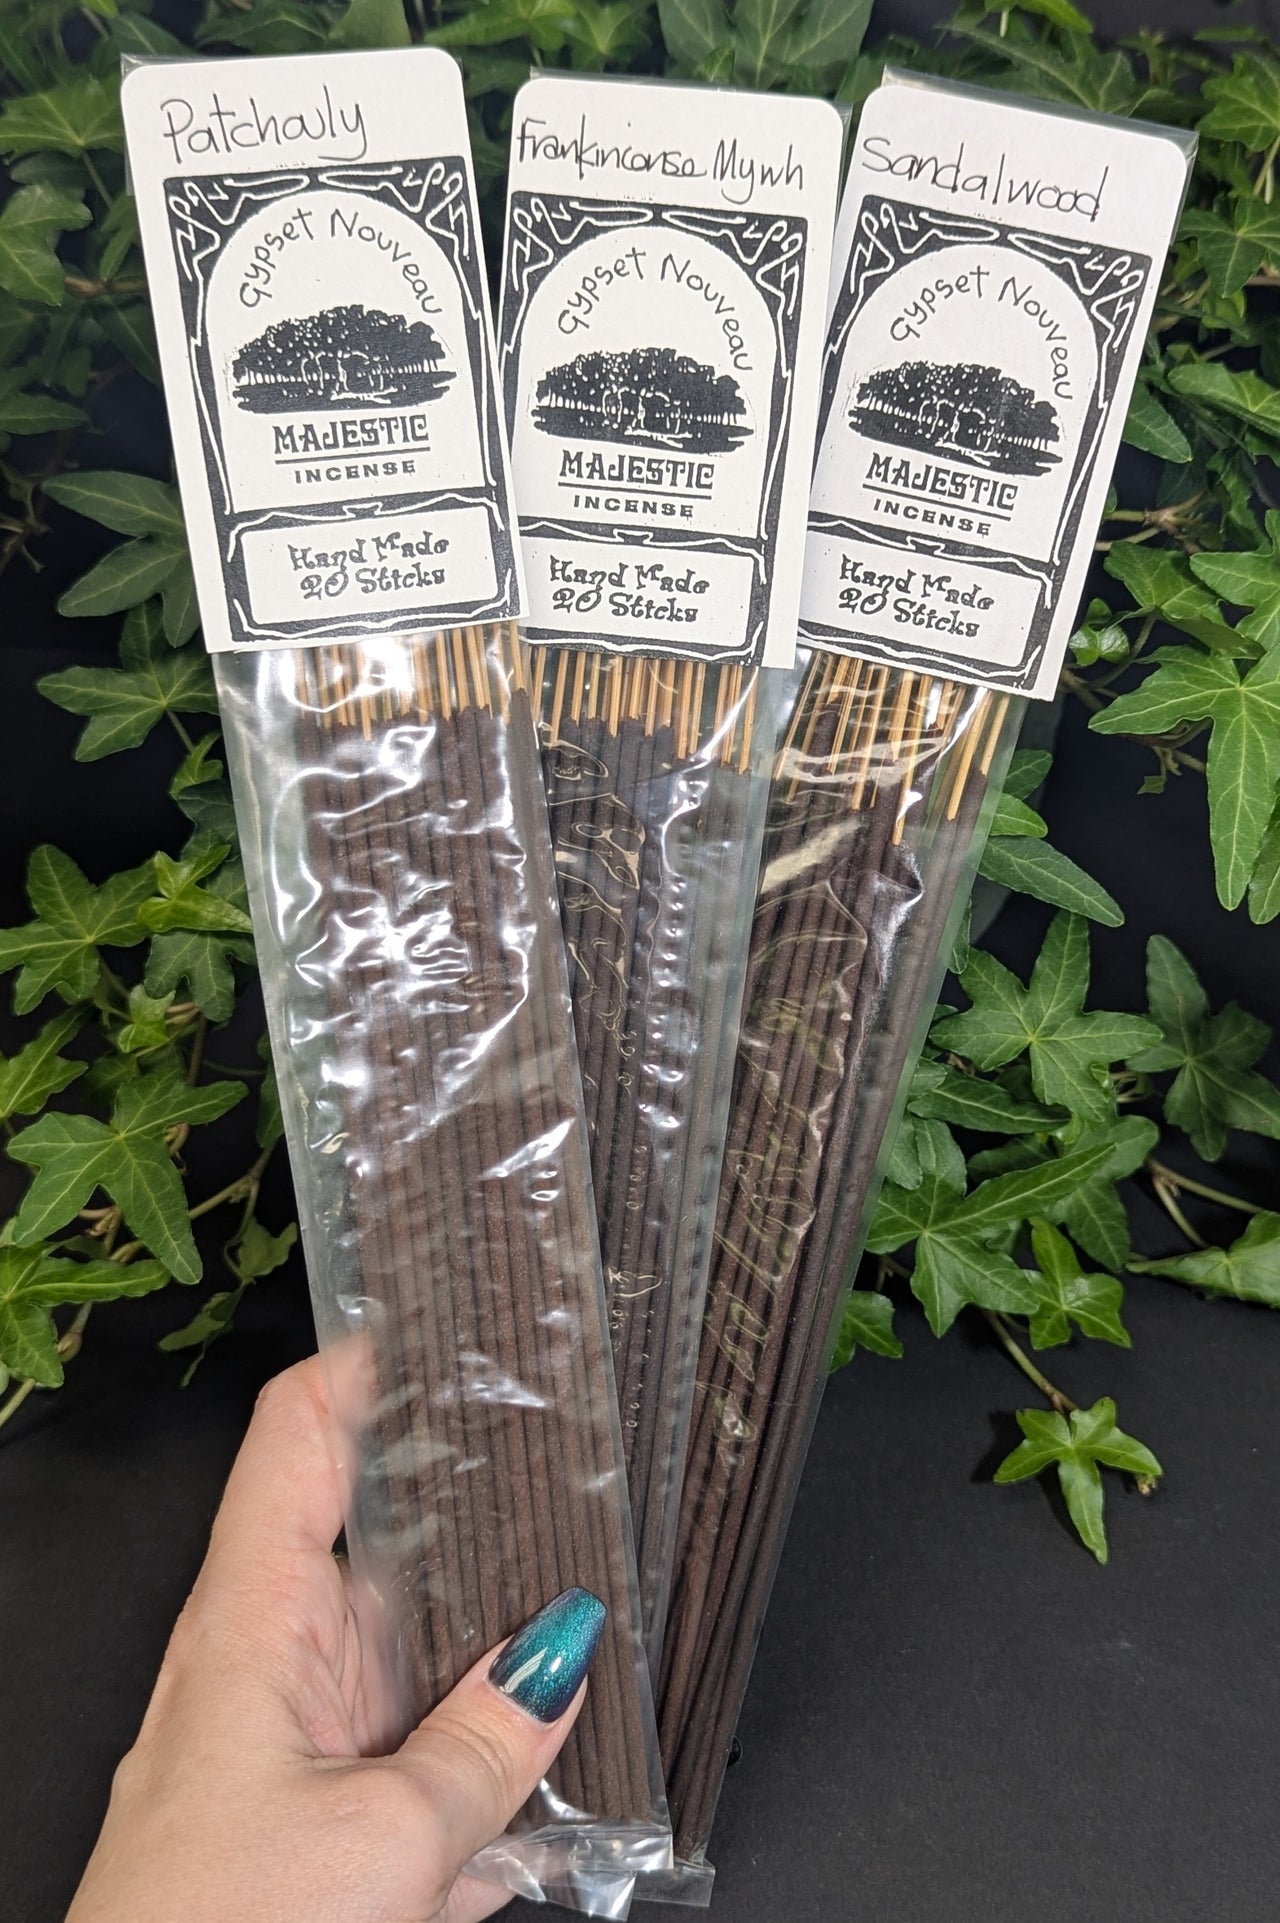 Patchouly
Gypset Nouveau
MAJESTIC
INCENSE
Hand Made
20 Sticks
Frankincense Myrrh
Gypset Nouveau
MAJESTIC
INCENSE
Hand Made
20 Sticks
Sandalwood
Gypset Nouveau
MAJESTIC
INCENSE
Hand Made
20 Sticks